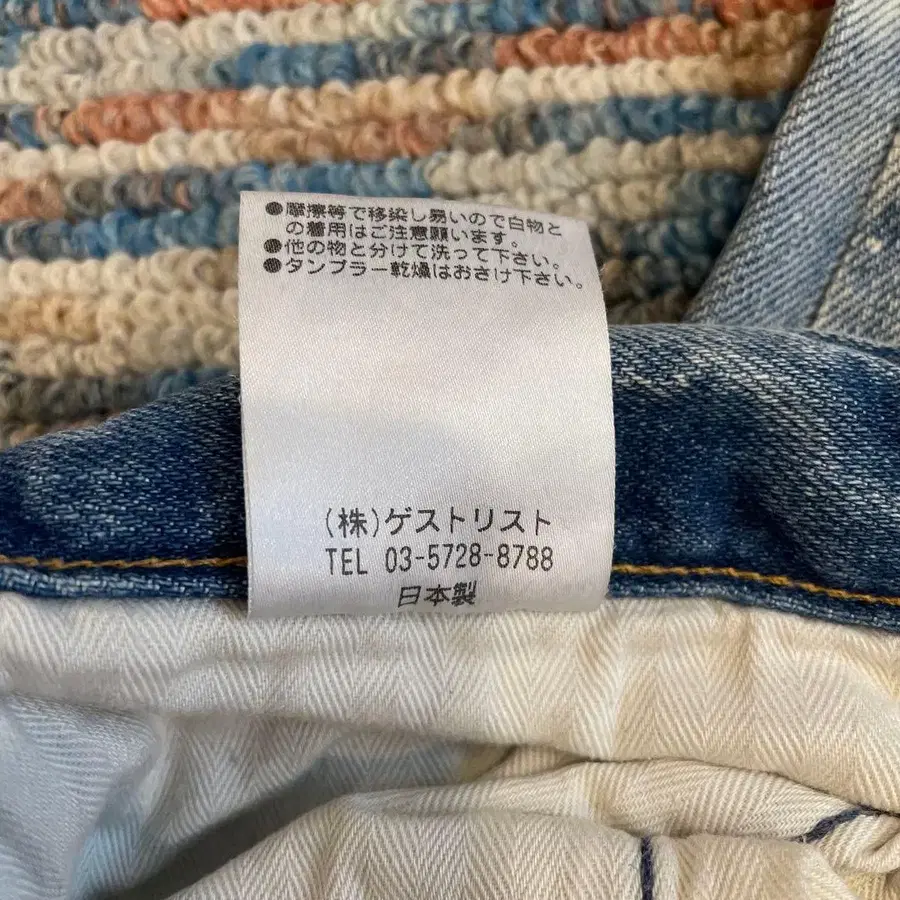 ●摩擦等で移染し易いので白物と
の着用はご注意願います。
●他の物と分けて洗って下さい。
●タンブラー乾燥はおさけ下さい。
(株)ゲストリスト
TEL 03-5728-8788
日本製